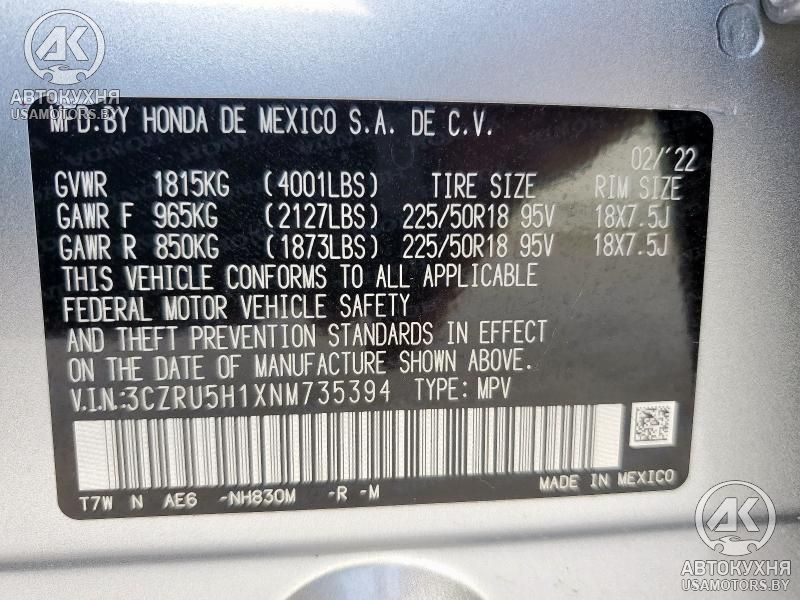 АК
АВТОКУХНЯ
USAMOTORS.BY
MFD.BY HONDA DE MEXICO S.A. DE C.V.
02/'22
GVWR 1815KG (4001LBS) TIRE SIZE RIM SIZE
GAWR F 965KG (2127LBS) 225/50R18 95V 18X7.5J
GAWR R 850KG (1873LBS) 225/50R18 95V 18X7.5J
THIS VEHICLE CONFORMS TO ALL APPLICABLE
FEDERAL MOTOR VEHICLE SAFETY
AND THEFT PREVENTION STANDARDS IN EFFECT
ON THE DATE OF MANUFACTURE SHOWN ABOVE.
V.I.N.:3CZRU5H1XNM735394 TYPE: MPV
T7W N AE6 -NH830M -R -M MADE IN MEXICO
АК
АВТОКУХНЯ
USAMOTORS.BY